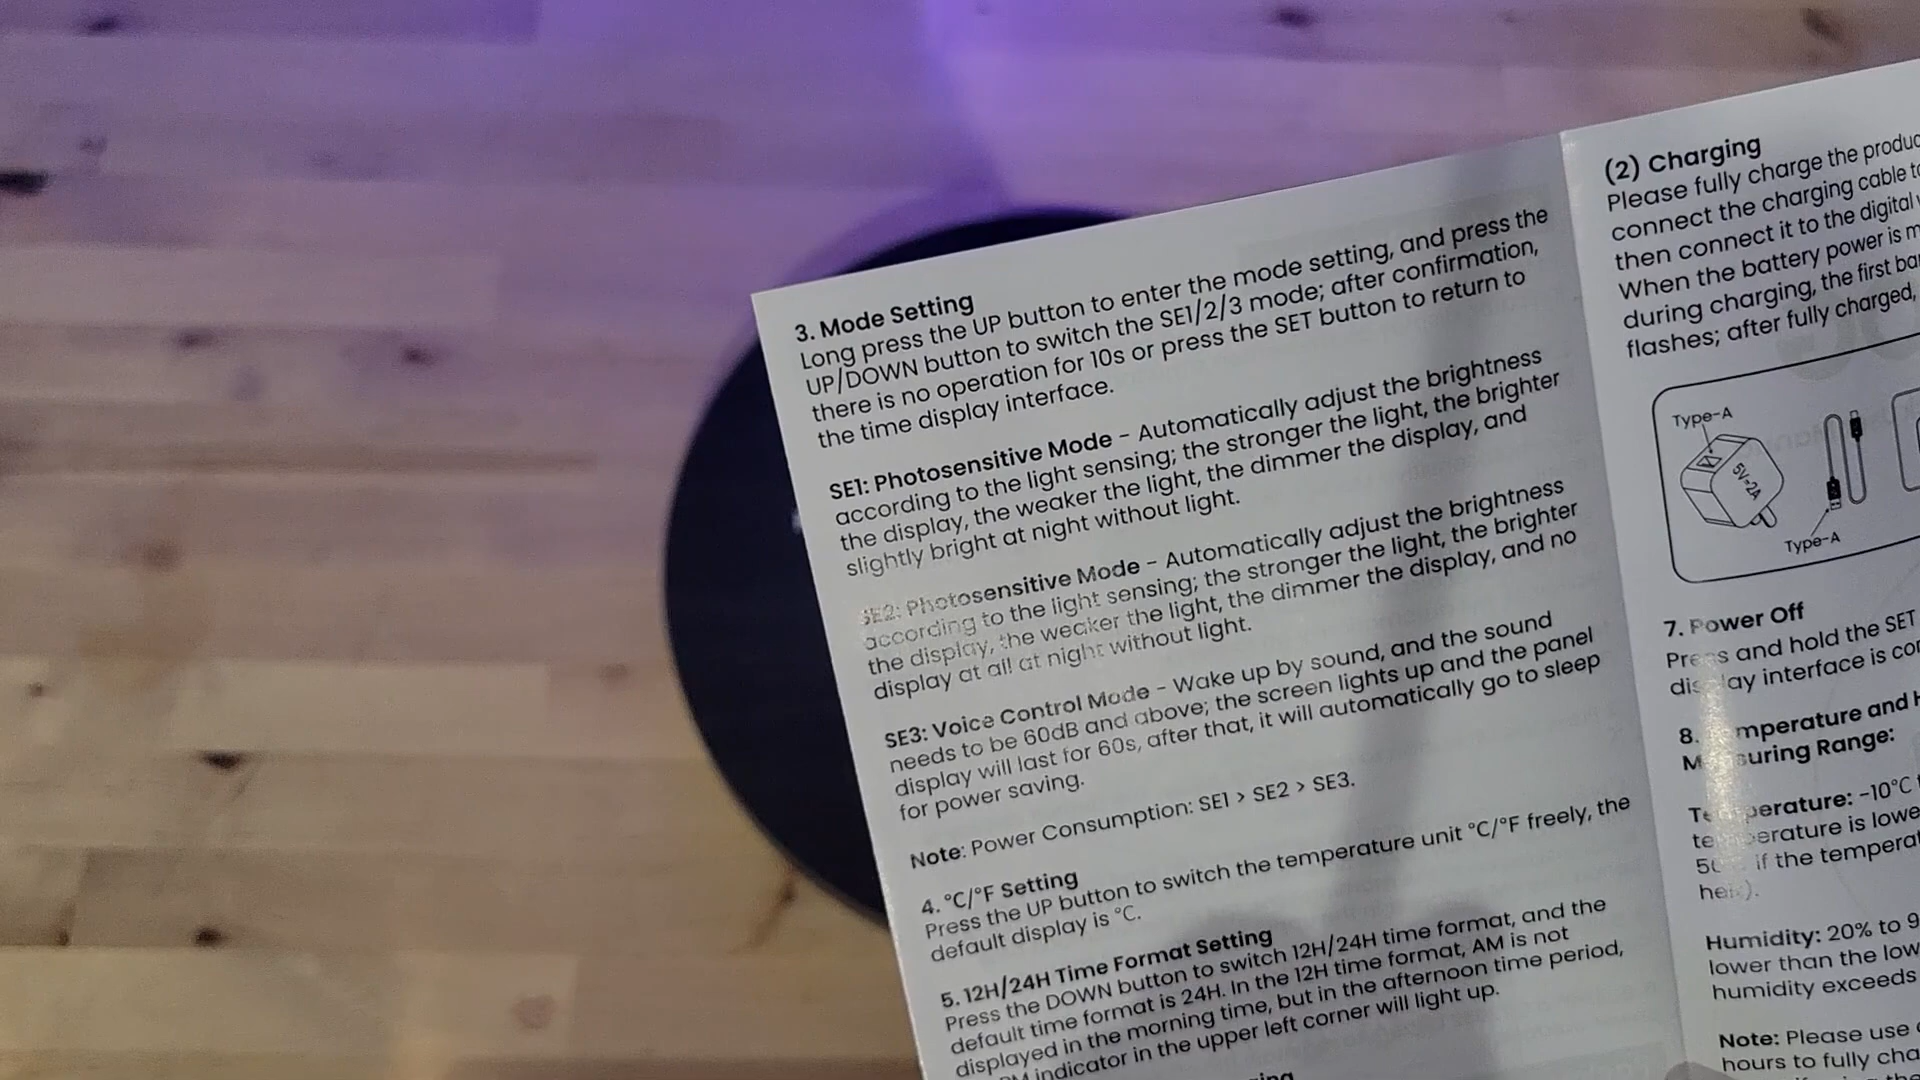 3. Mode Setting
Long press the UP button to enter the mode setting, and press the
UP/DOWN button to switch the SE1/2/3 mode; after confirmation,
there is no operation for 10s or press the SET button to return to
the time display interface.
SE1: Photosensitive Mode - Automatically adjust the brightness
according to the light sensing; the stronger the light, the brighter
the display, the weaker the light, the dimmer the display, and
slightly bright at night without light.
SE2: Photosensitive Mode - Automatically adjust the brightness
according to the light sensing; the stronger the light, the brighter
the display, the weaker the light, the dimmer the display, and no
display at all at night without light.
SE3: Voice Control Mode - Wake up by sound, and the sound
needs to be 60dB and above; the screen lights up and the panel
display will last for 60s, after that, it will automatically go to sleep
for power saving.
Note: Power Consumption: SE1 > SE2 > SE3.
4. °C/°F Setting
Press the UP button to switch the temperature unit °C/°F freely, the
default display is °C.
5. 12H/24H Time Format Setting
Press the DOWN button to switch 12H/24H time format, and the
default time format is 24H. In the 12H time format, AM is not
displayed in the morning time, but in the afternoon time period,
PM indicator in the upper left corner will light up.
(2) Charging
Please fully charge the
connect the charging cable
then connect it to the digital
When the battery power is
during charging, the first
flashes; after fully charged,
Type-A
5V=2A
Type-A
7. Power Off
Press and hold the SET
display interface is
8. Temperature and
Measuring Range:
Temperature: -10°C
temperature is
if the
Humidity: 20% to
lower than the
humidity exceeds
Note: Please use
hours to fully